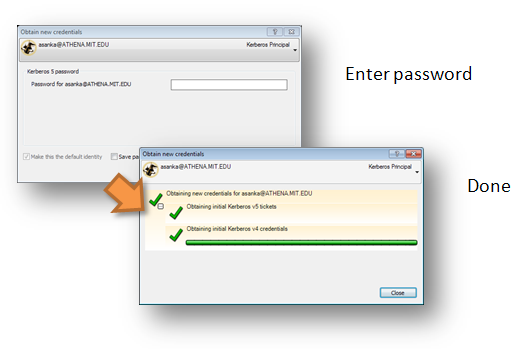 Obtain new credentials
asanka@ATHENA.MIT.EDU
Kerberos Principal
Kerberos 5 password
Password for asanka@ATHENA.MIT.EDU
Make this the default identity
Save pa
Enter password
Obtain new credentials
asanka@ATHENA.MIT.EDU
Kerberos Principal
Obtaining new credentials for asanka@ATHENA.MIT.EDU
Obtaining initial Kerberos v5 tickets
Obtaining initial Kerberos v4 credentials
Close
Done